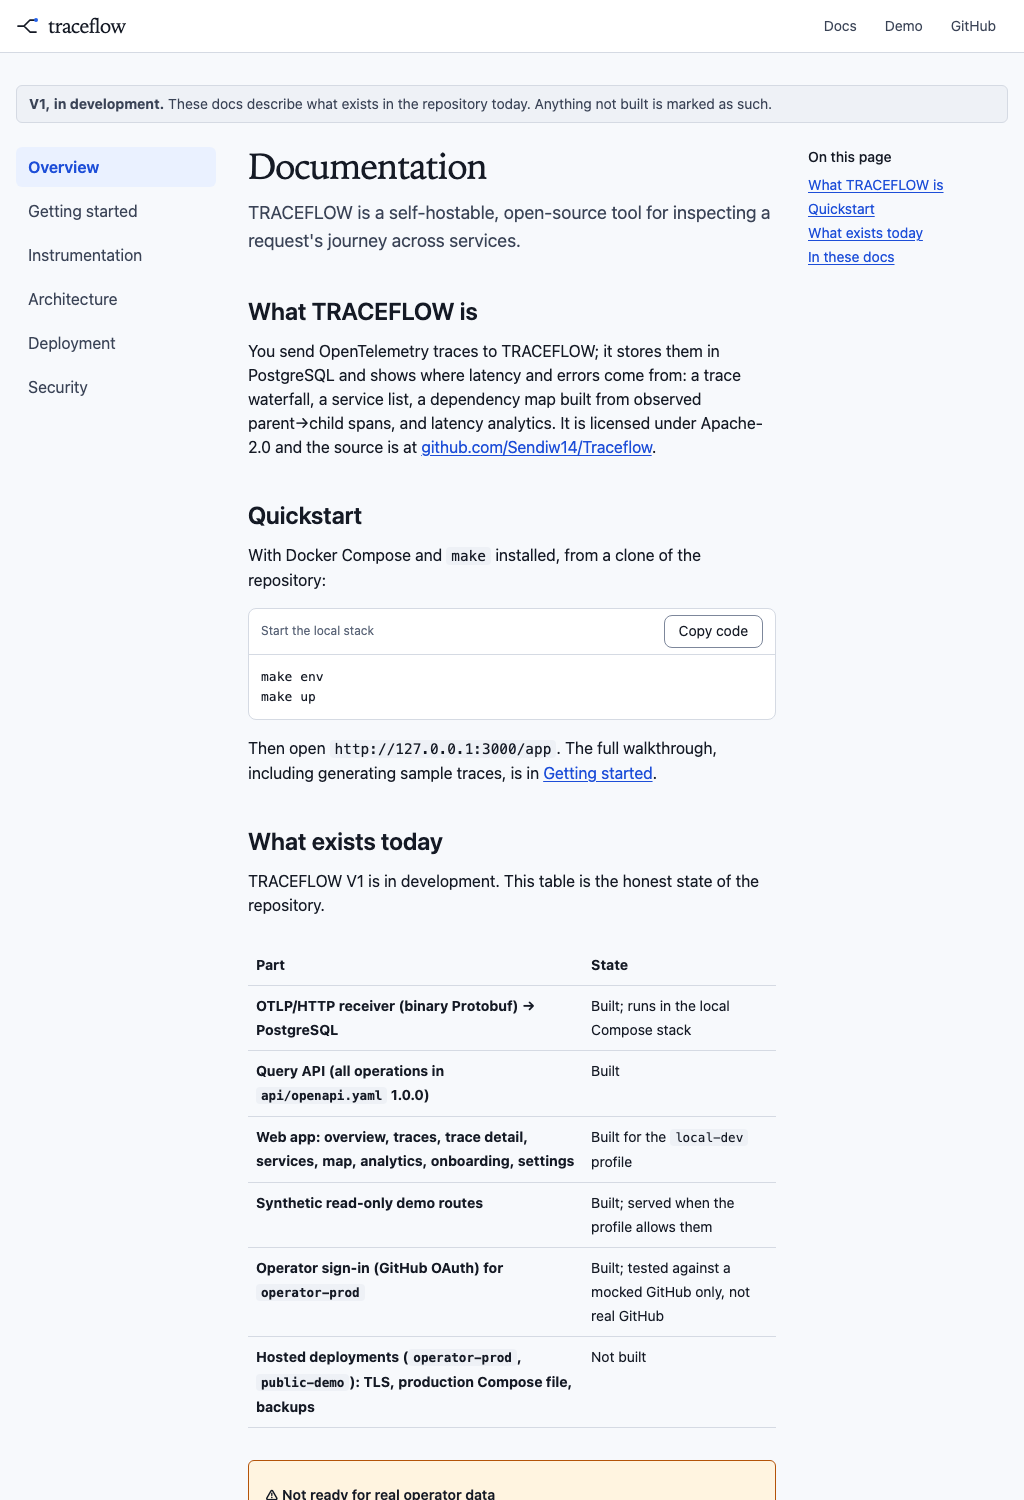 traceflow
Docs
Demo
GitHub
V1, in development. These docs describe what exists in the repository today. Anything not built is marked as such.
Overview
Getting started
Instrumentation
Architecture
Deployment
Security
Documentation
TRACEFLOW is a self-hostable, open-source tool for inspecting a
request's journey across services.
What TRACEFLOW is
You send OpenTelemetry traces to TRACEFLOW; it stores them in
PostgreSQL and shows where latency and errors come from: a trace
waterfall, a service list, a dependency map built from observed
parent→child spans, and latency analytics. It is licensed under Apache-
2.0 and the source is at github.com/Sendiw14/Traceflow.
Quickstart
With Docker Compose and make installed, from a clone of the
repository:
Start the local stack
Copy code
make env
make up
Then open http://127.0.0.1:3000/app. The full walkthrough,
including generating sample traces, is in Getting started.
What exists today
TRACEFLOW V1 is in development. This table is the honest state of the
repository.
Part
State
OTLP/HTTP receiver (binary Protobuf) →
PostgreSQL
Built; runs in the local
Compose stack
Query API (all operations in
api/openapi.yaml 1.0.0)
Built
Web app: overview, traces, trace detail,
services, map, analytics, onboarding, settings
Built for the local-dev
profile
Synthetic read-only demo routes
Built; served when the
profile allows them
Operator sign-in (GitHub OAuth) for
operator-prod
Built; tested against a
mocked GitHub only, not
real GitHub
Hosted deployments (operator-prod,
public-demo): TLS, production Compose file,
backups
Not built
⚠ Not ready for real operator data
On this page
What TRACEFLOW is
Quickstart
What exists today
In these docs